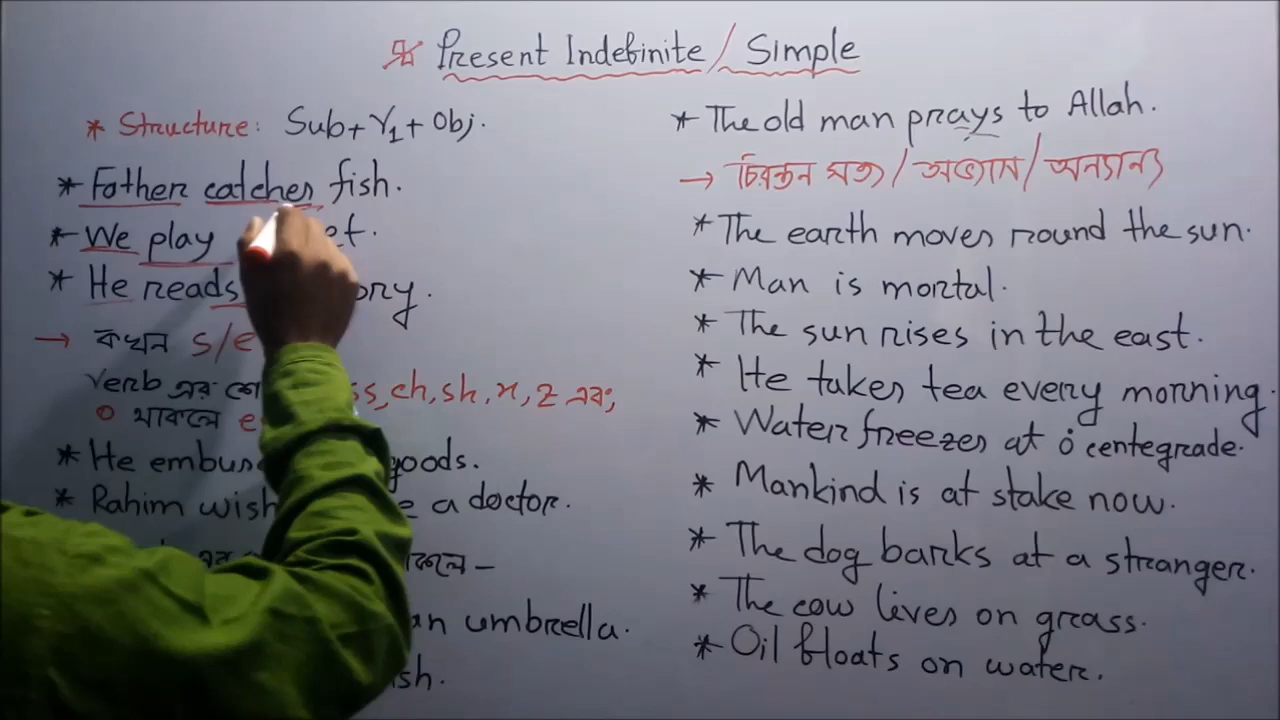 Present Indefinite / Simple
* Structure: Sub + V1 + Obj.
* Father catches fish.
* We play
* He reads
→ কখন s/e
Verb এর ss, ch, sh, x, z এবং,
o থাকলে e
* He goods.
* Rahim wish a doctor.
an umbrella.
* The old man prays to Allah.
→ চিরন্তন সত্য / অভ্যাস / অন্যান্য
* The earth moves round the sun.
* Man is mortal.
* The sun rises in the east.
* He takes tea every morning.
* Water freezes at 0 centegrade.
* Mankind is at stake now.
* The dog barks at a stranger.
* The cow lives on grass.
* Oil floats on water.